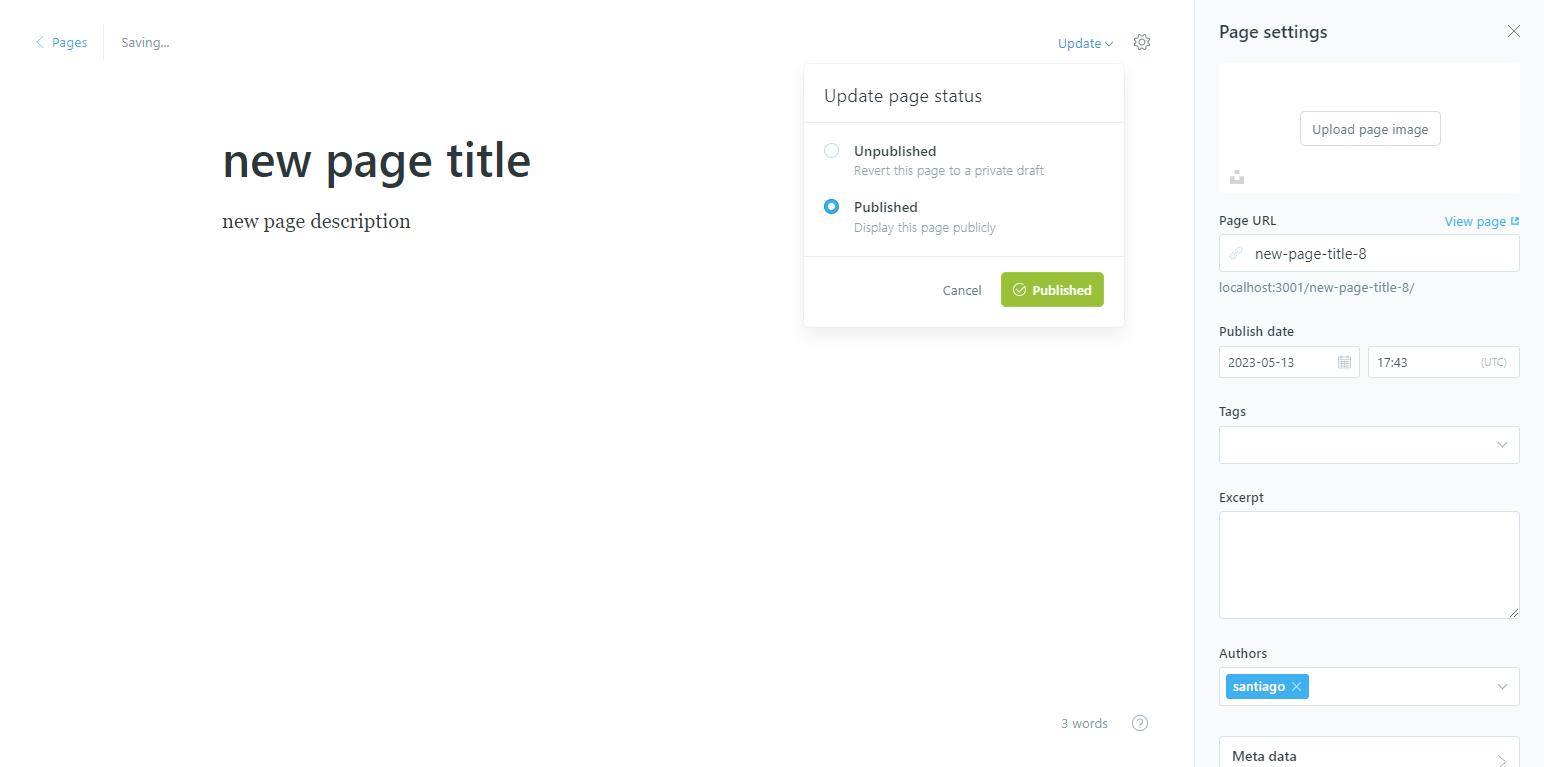 Pages
Saving...
Update
new page title
new page description
Update page status
Unpublished
Revert this page to a private draft
Published
Display this page publicly
Cancel
Published
3 words
?
Page settings
Upload page image
Page URL
View page
new-page-title-8
localhost:3001/new-page-title-8/
Publish date
2023-05-13
17:43
(UTC)
Tags
Excerpt
Authors
santiago
Meta data